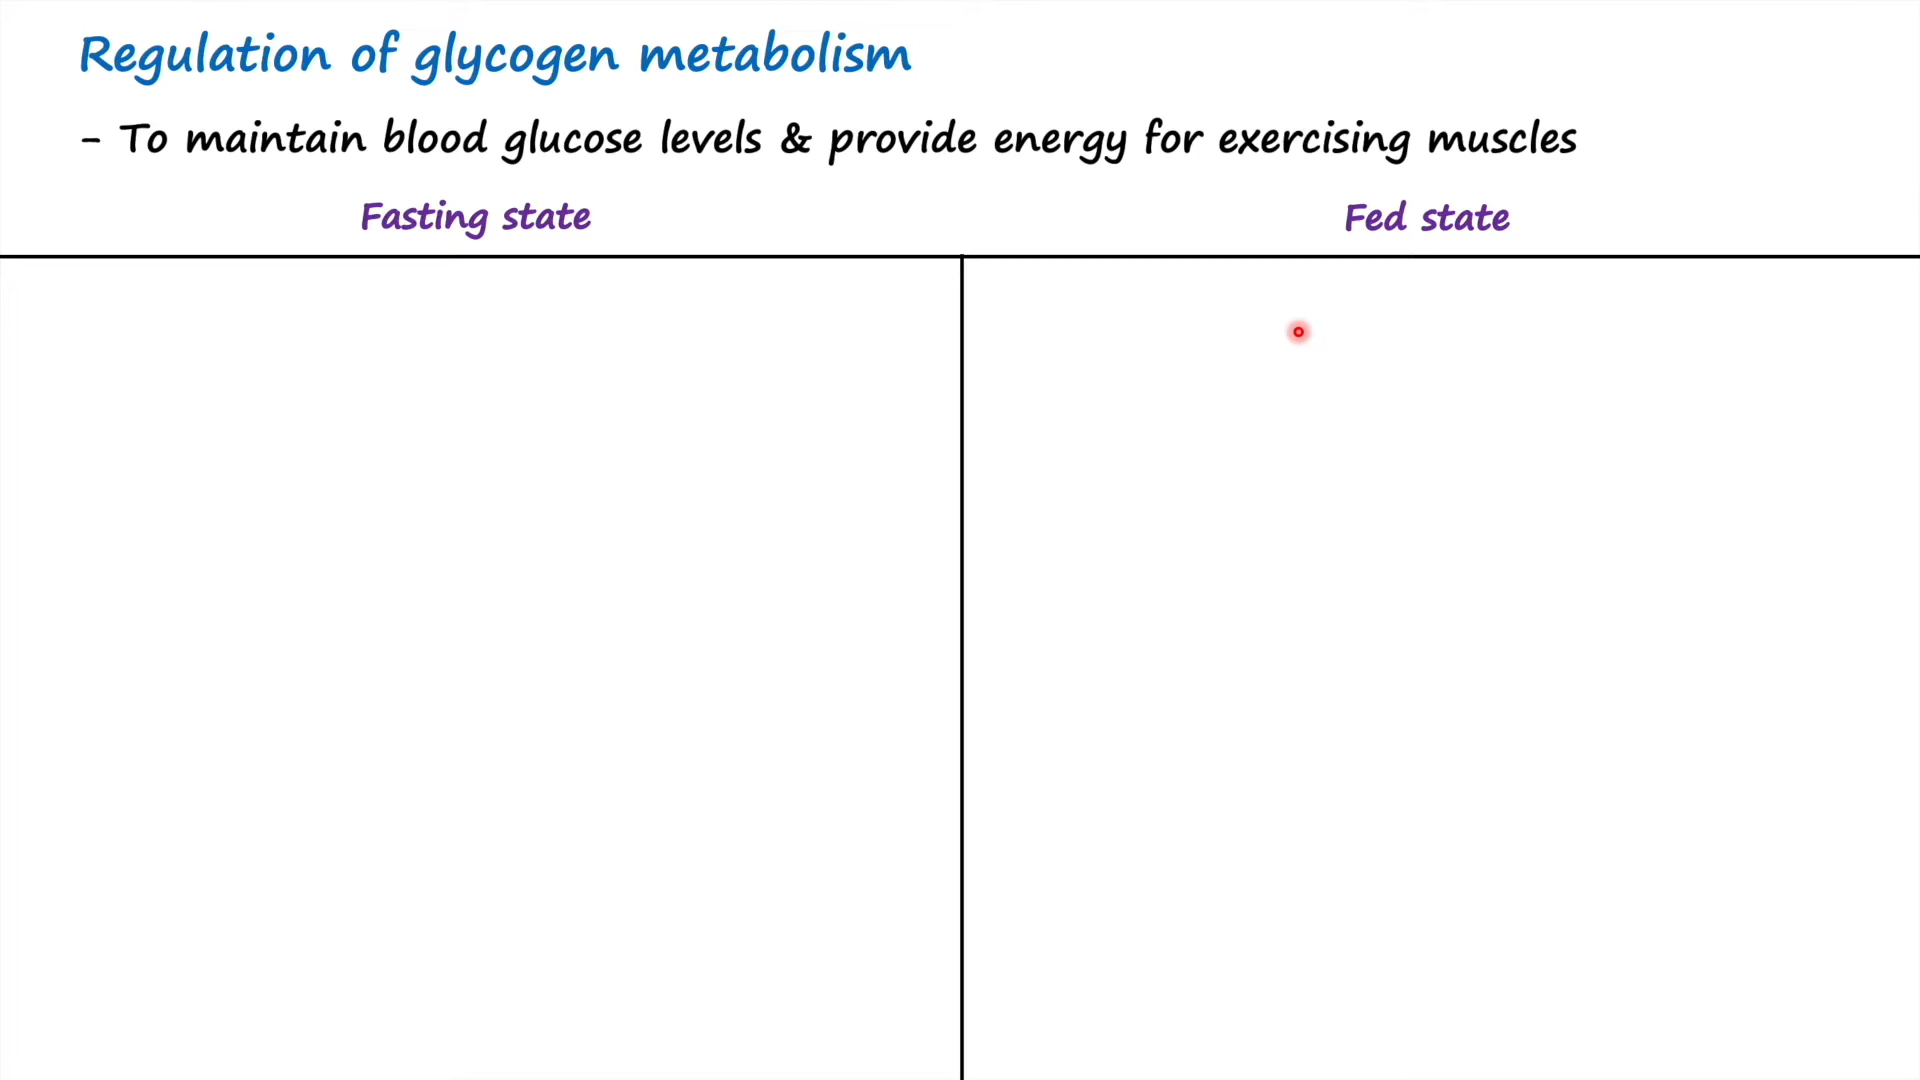 Regulation of glycogen metabolism
- To maintain blood glucose levels & provide energy for exercising muscles
Fasting state
Fed state